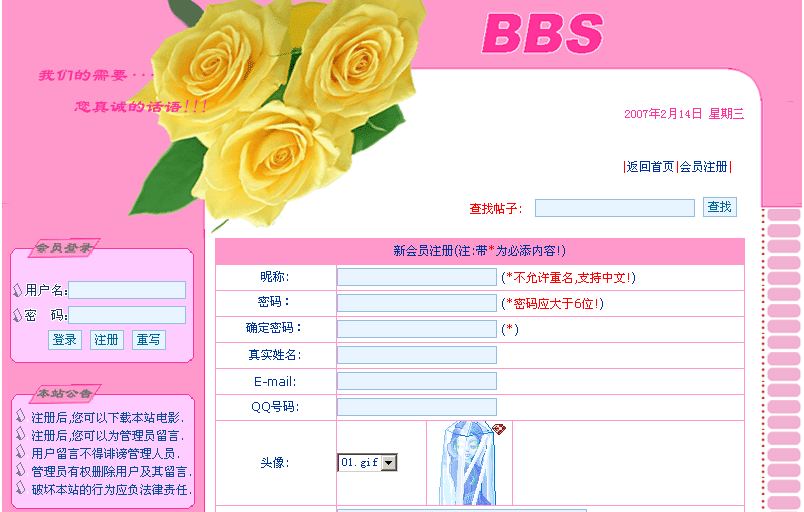 BBS
我们的需要···
您真诚的话语!!!
2007年2月14日 星期三
|返回首页|会员注册|
查找帖子: 查找
会员登录
用户名:
密 码:
登录 注册 重写
本站公告
注册后,您可以下载本站电影.
注册后,您可以为管理员留言.
用户留言不得诽谤管理人员.
管理员有权删除用户及其留言.
破坏本站的行为应负法律责任.
新会员注册(注:带*为必添内容!)
昵称: (*不允许重名,支持中文!)
密码: (*密码应大于6位!)
确定密码: (*)
真实姓名:
E-mail:
QQ号码:
头像: 01.gif